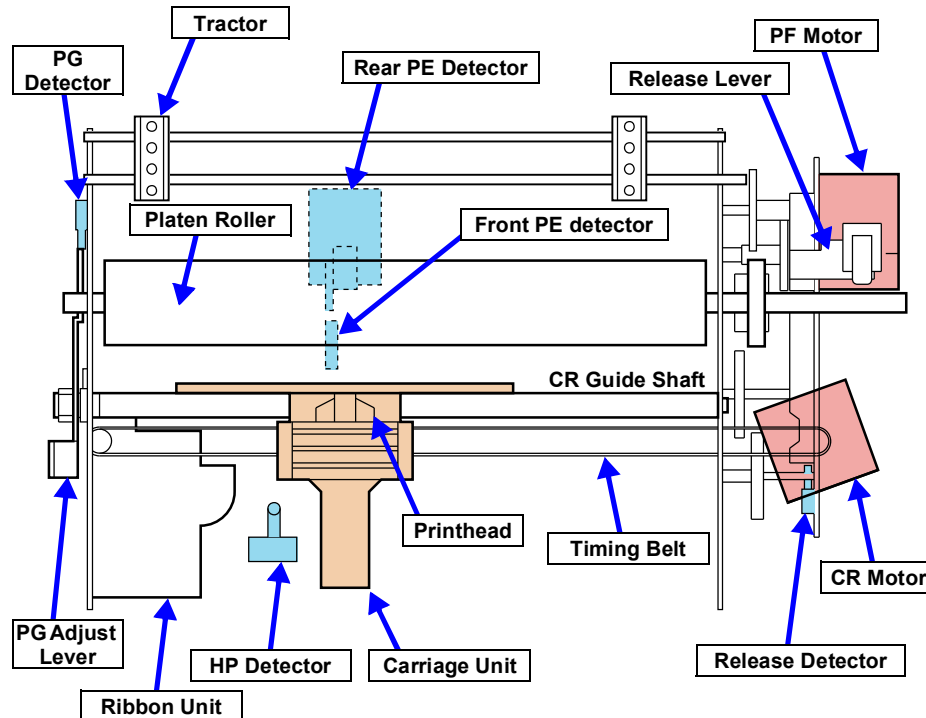 Tractor
PG
Detector
Rear PE Detector
PF Motor
Release Lever
Platen Roller
Front PE detector
CR Guide Shaft
Printhead
Timing Belt
CR Motor
PG Adjust
Lever
HP Detector
Carriage Unit
Release Detector
Ribbon Unit